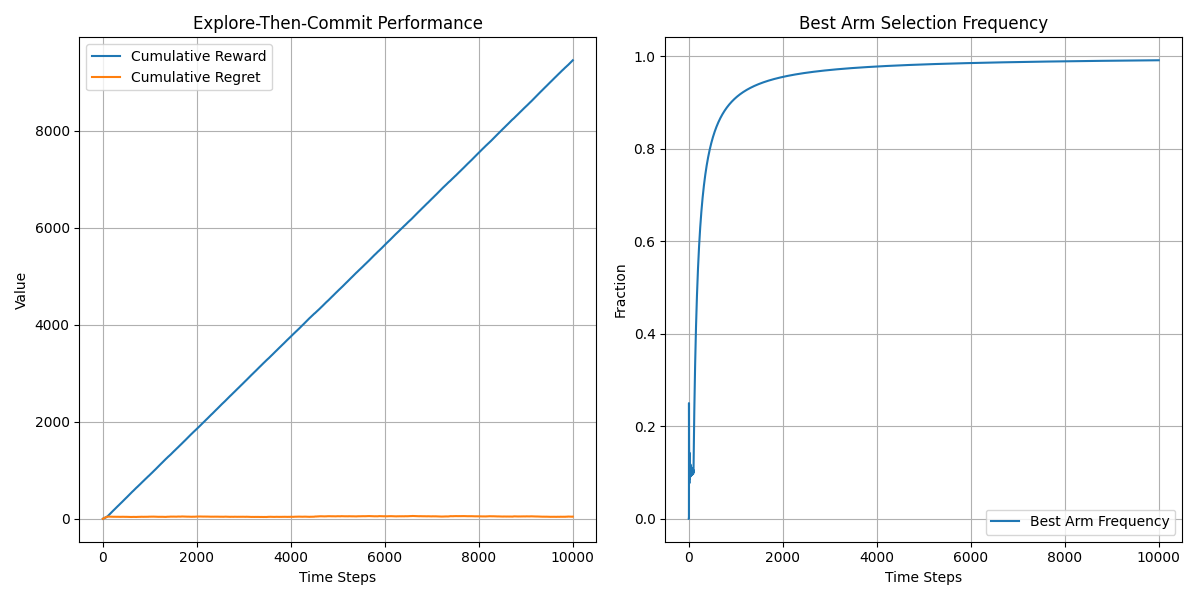 Explore-Then-Commit Performance
Cumulative Reward
Cumulative Regret
Value
8000
6000
4000
2000
0
0 2000 4000 6000 8000 10000
Time Steps
Best Arm Selection Frequency
Fraction
1.0
0.8
0.6
0.4
0.2
0.0
Best Arm Frequency
0 2000 4000 6000 8000 10000
Time Steps